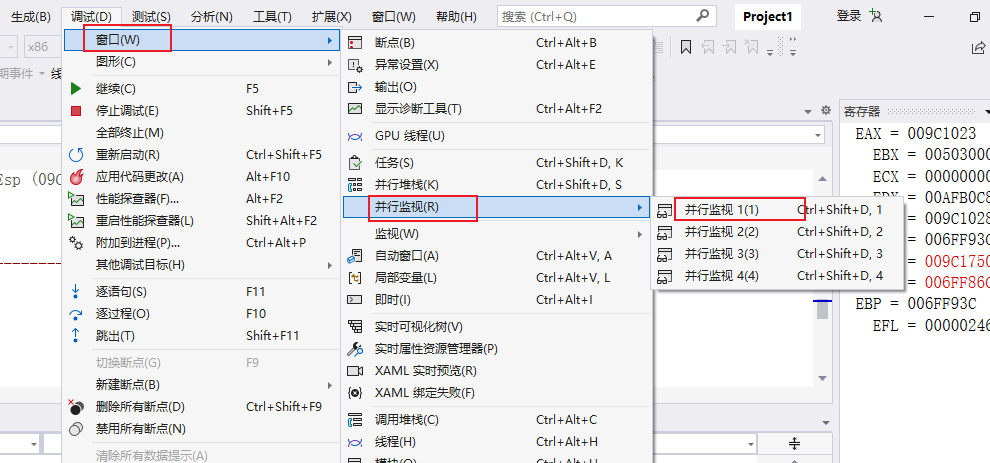 生成(B) 调试(D) 测试(S) 分析(N) 工具(T) 扩展(X) 窗口(W) 帮助(H) 搜索 (Ctrl+Q) Project1 登录
x86
期事件
窗口(W)
图形(C)
继续(C) F5
停止调试(E) Shift+F5
全部终止(M)
重新启动(R) Ctrl+Shift+F5
应用代码更改(A) Alt+F10
性能探查器(F)... Alt+F2
重启性能探查器(L) Shift+Alt+F2
附加到进程(P)... Ctrl+Alt+P
其他调试目标(H)
逐语句(S) F11
逐过程(O) F10
跳出(T) Shift+F11
切换断点(G) F9
新建断点(B)
删除所有断点(D) Ctrl+Shift+F9
禁用所有断点(N)
清除所有数据提示(A)
断点(B) Ctrl+Alt+B
异常设置(X) Ctrl+Alt+E
输出(O)
显示诊断工具(T) Ctrl+Alt+F2
GPU 线程(U)
任务(S) Ctrl+Shift+D, K
并行堆栈(K) Ctrl+Shift+D, S
并行监视(R)
监视(W)
自动窗口(A) Ctrl+Alt+V, A
局部变量(L) Ctrl+Alt+V, L
即时(I) Ctrl+Alt+I
实时可视化树(V)
实时属性资源管理器(P)
XAML 实时预览(R)
XAML 绑定失败(F)
调用堆栈(C) Ctrl+Alt+C
线程(H) Ctrl+Alt+H
并行监视 1(1) Ctrl+Shift+D, 1
并行监视 2(2) Ctrl+Shift+D, 2
并行监视 3(3) Ctrl+Shift+D, 3
并行监视 4(4) Ctrl+Shift+D, 4
Esp (09C
寄存器
EAX = 009C1023
EBX = 00503000
ECX = 00000000
= 00AFB0C8
= 009C1028
= 006FF93C
= 009C1750
= 006FF86C
EBP = 006FF93C
EFL = 00000246